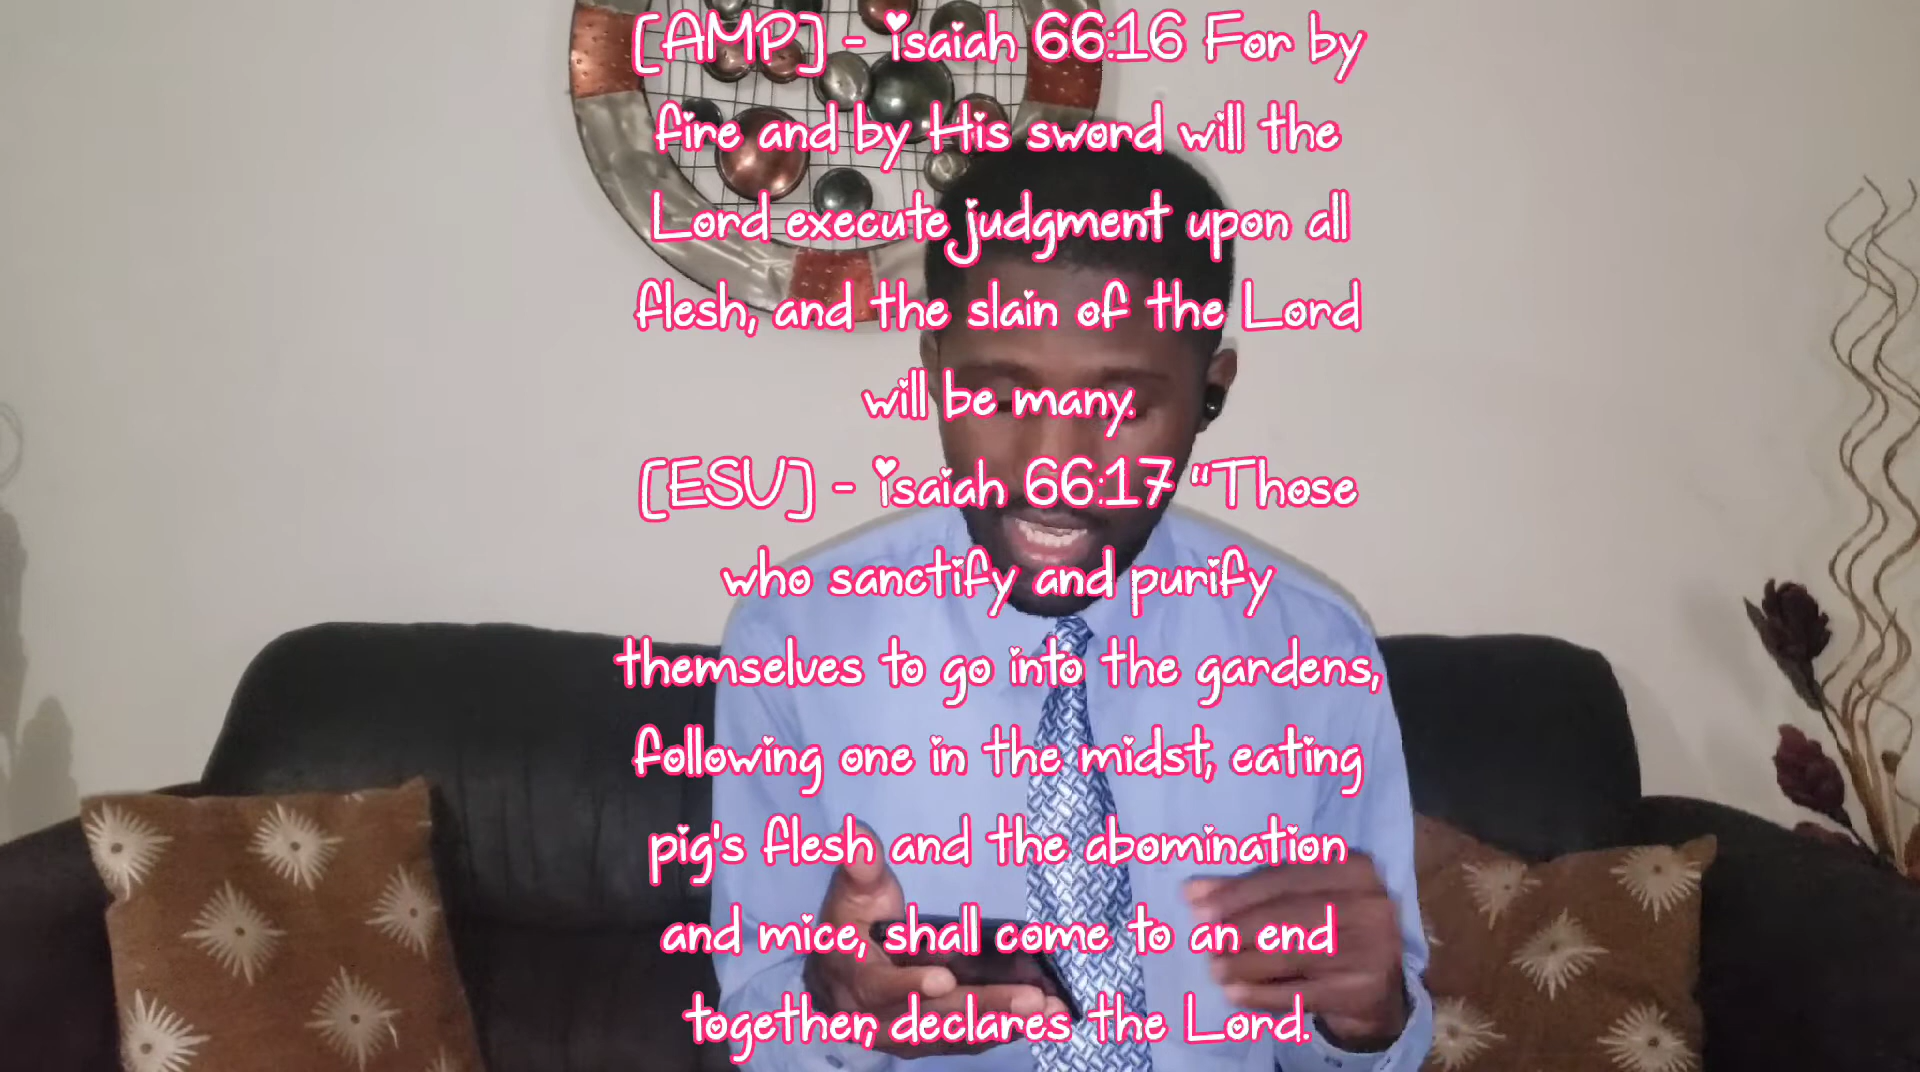 [AMP] - Isaiah 66:16 For by
fire and by His sword will the
Lord execute judgment upon all
flesh, and the slain of the Lord
will be many.
[ESV] - Isaiah 66:17 “Those
who sanctify and purify
themselves to go into the gardens,
following one in the midst, eating
pig's flesh and the abomination
and mice, shall come to an end
together, declares the Lord.